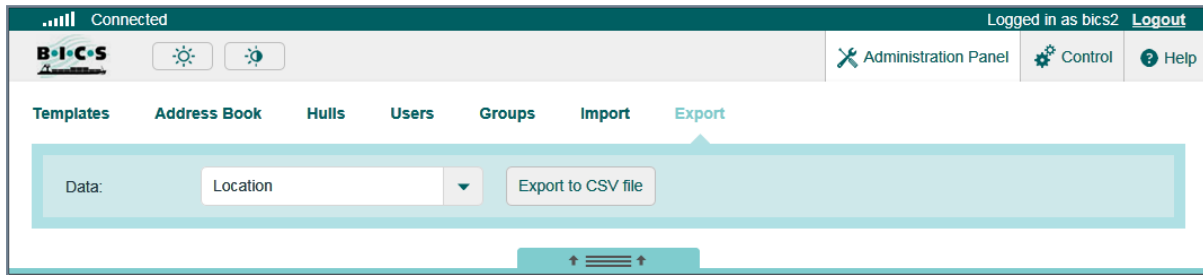 Connected Logged in as bics2 Logout
B•I•C•S Administration Panel Control Help
Templates Address Book Hulls Users Groups Import Export
Data: Location Export to CSV file